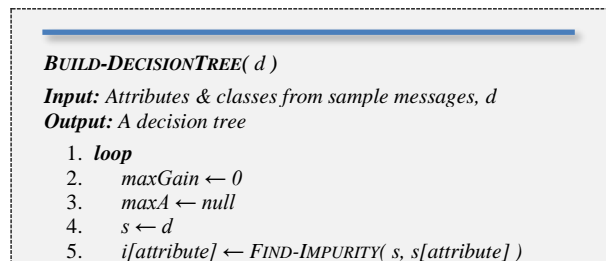 BUILD-DECISIONTREE( d )
Input: Attributes & classes from sample messages, d
Output: A decision tree
1. loop
2. maxGain ← 0
3. maxA ← null
4. s ← d
5. i[attribute] ← FIND-IMPURITY( s, s[attribute] )